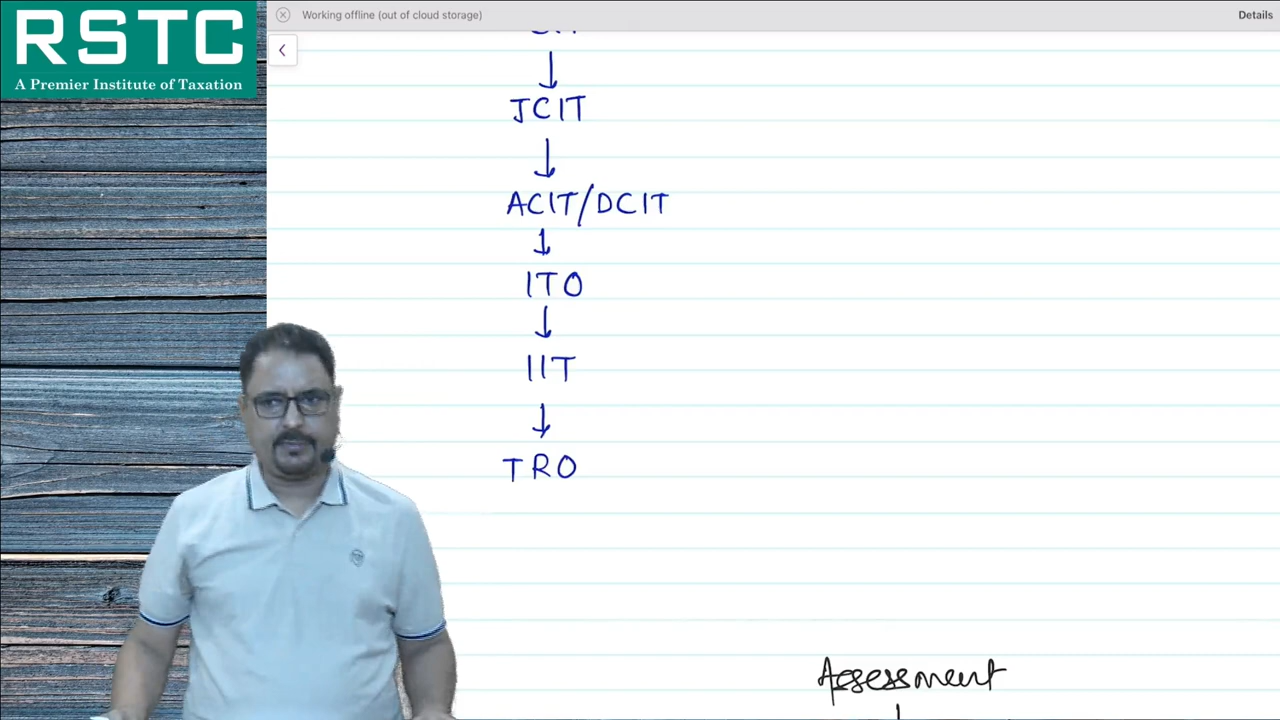 RSTC
A Premier Institute of Taxation
Working offline (out of cloud storage)
Details
JCIT
ACIT/DCIT
ITO
IIT
TRO
Assessment